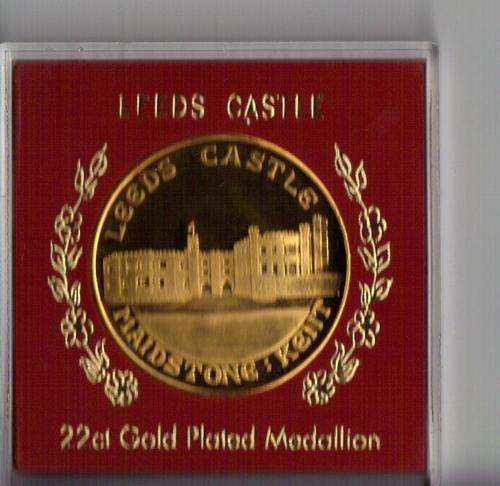 LEEDS CASTLE
LEEDS CASTLE
MAIDSTONE; KENT
22ct Gold Plated Medallion